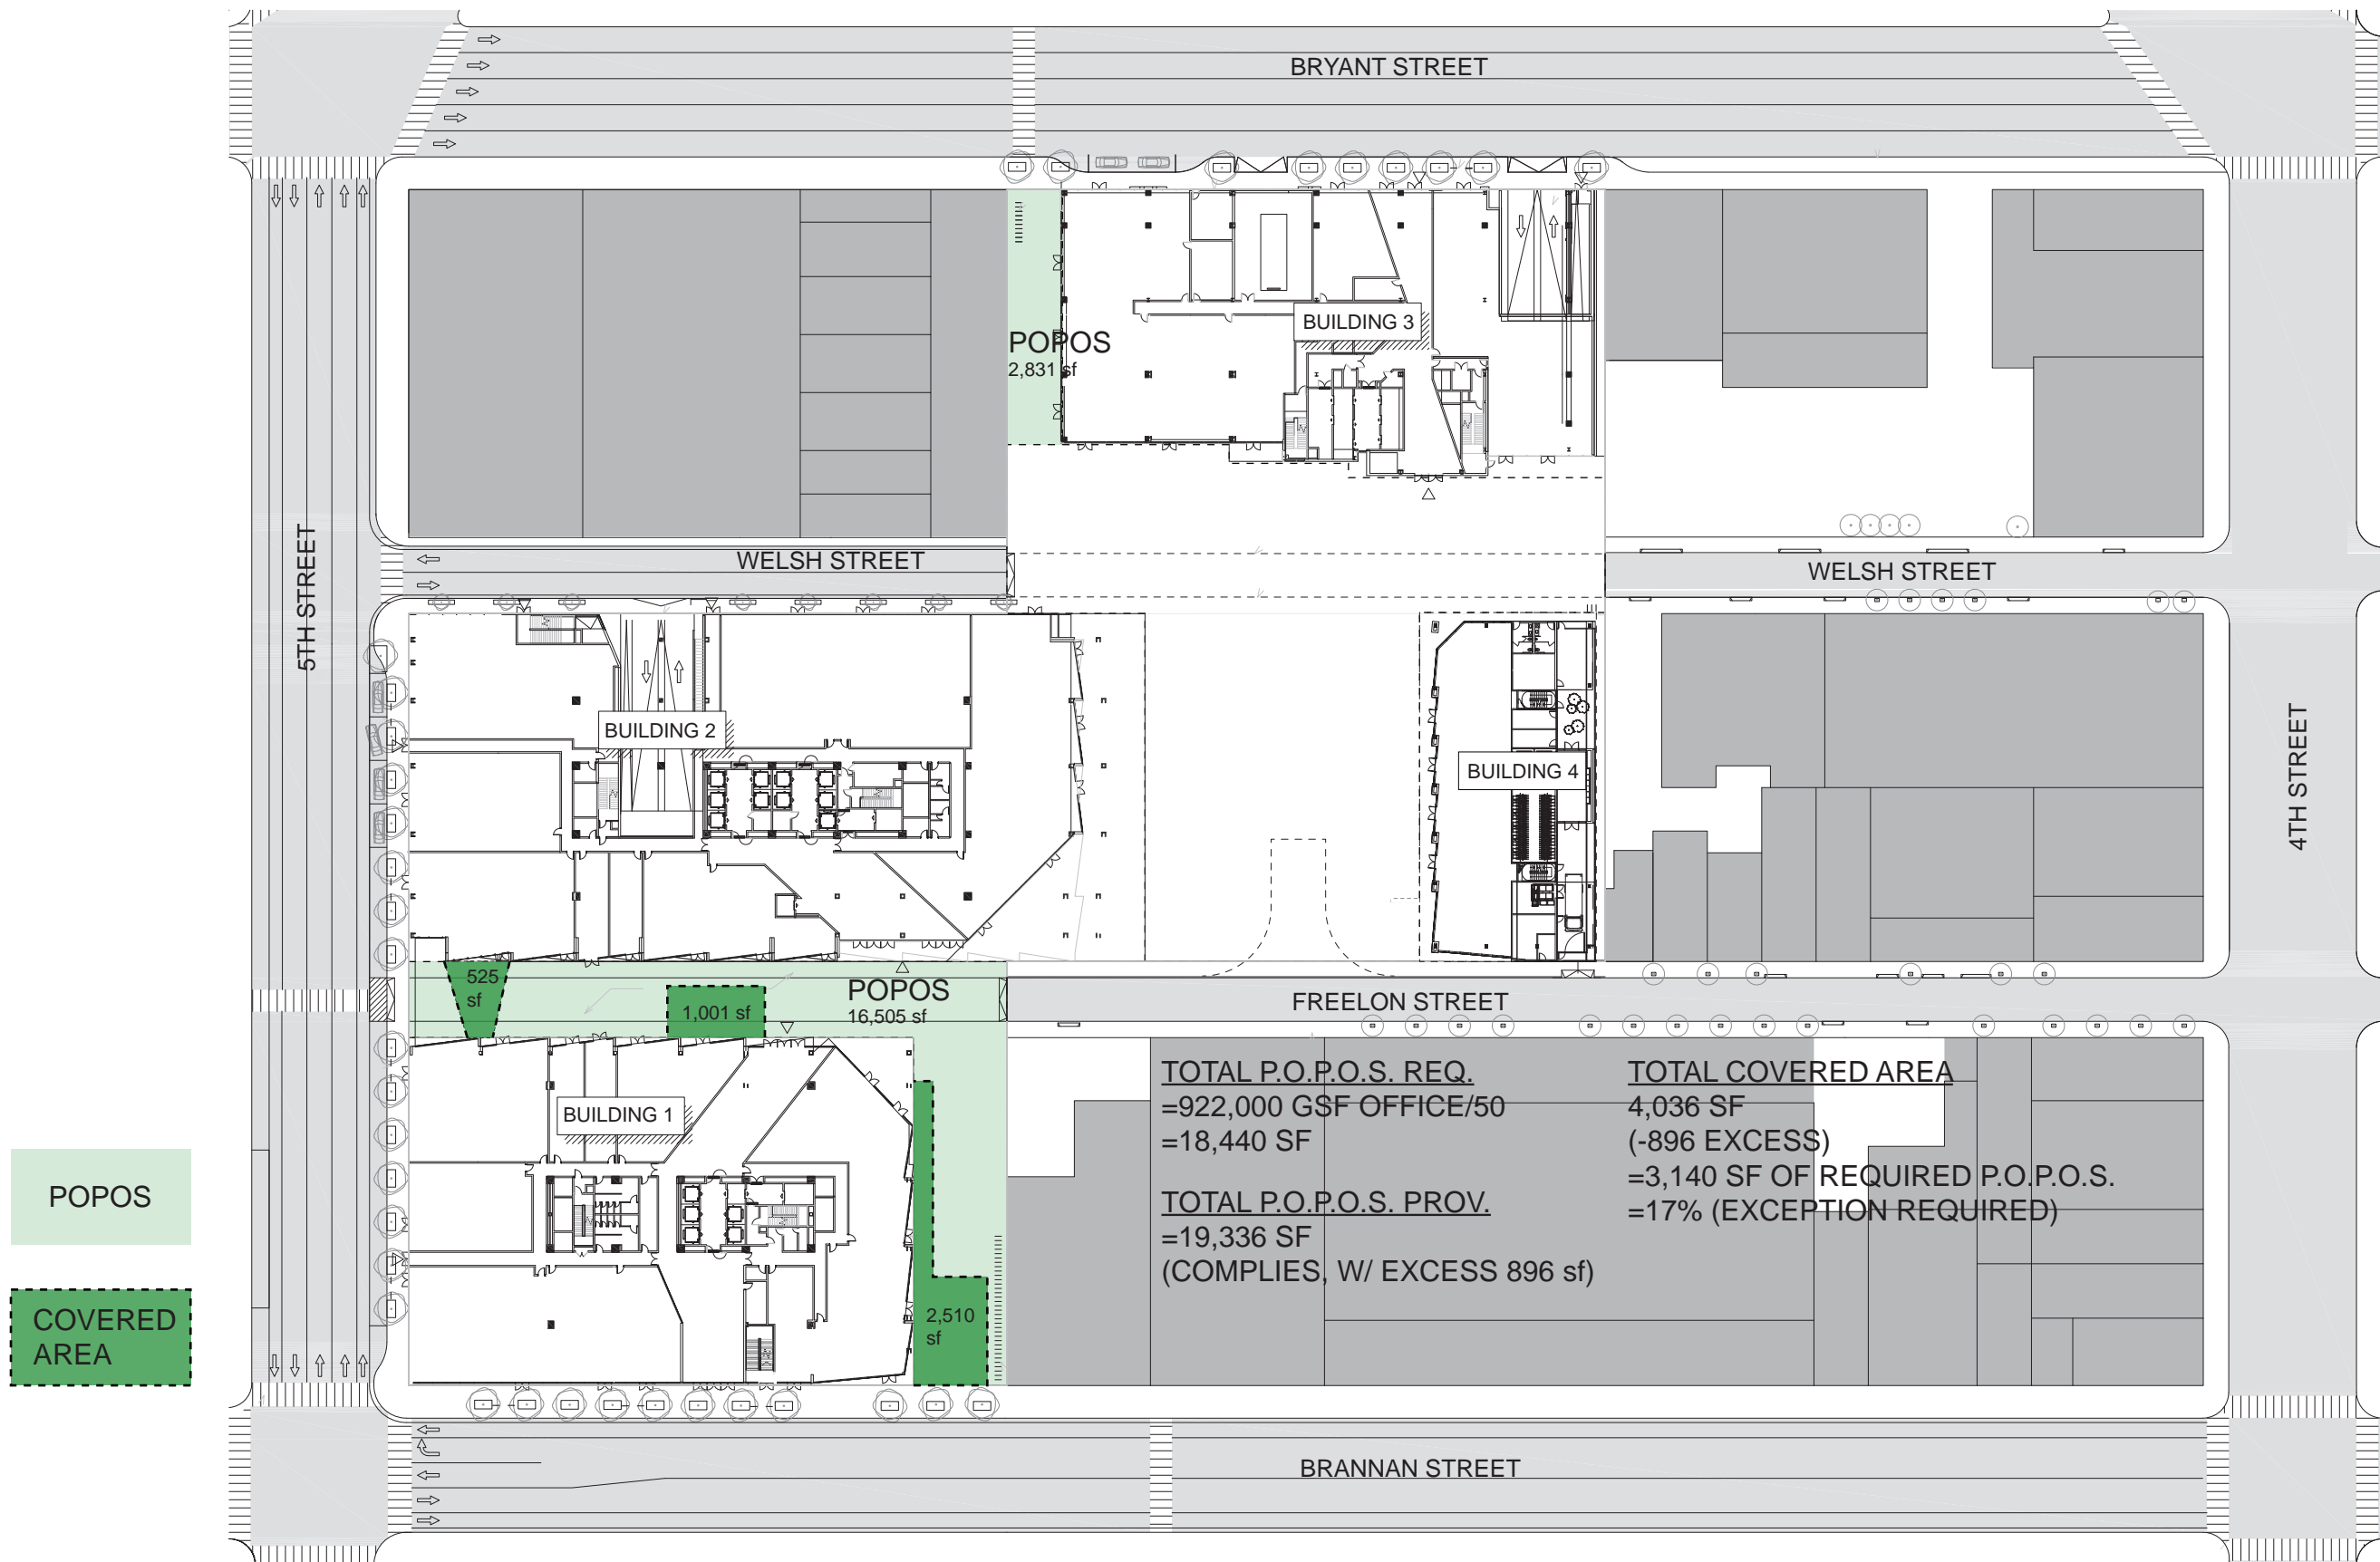 BRYANT STREET
BUILDING 3
POPOS
2,831 sf
WELSH STREET
WELSH STREET
5TH STREET
4TH STREET
BUILDING 2
BUILDING 4
525
sf
1,001 sf
POPOS
16,505 sf
FREELON STREET
BUILDING 1
2,510
sf
TOTAL P.O.P.O.S. REQ.
=922,000 GSF OFFICE/50
=18,440 SF
TOTAL P.O.P.O.S. PROV.
=19,336 SF
(COMPLIES, W/ EXCESS 896 sf)
TOTAL COVERED AREA
4,036 SF
(-896 EXCESS)
=3,140 SF OF REQUIRED P.O.P.O.S.
=17% (EXCEPTION REQUIRED)
POPOS
COVERED
AREA
BRANNAN STREET